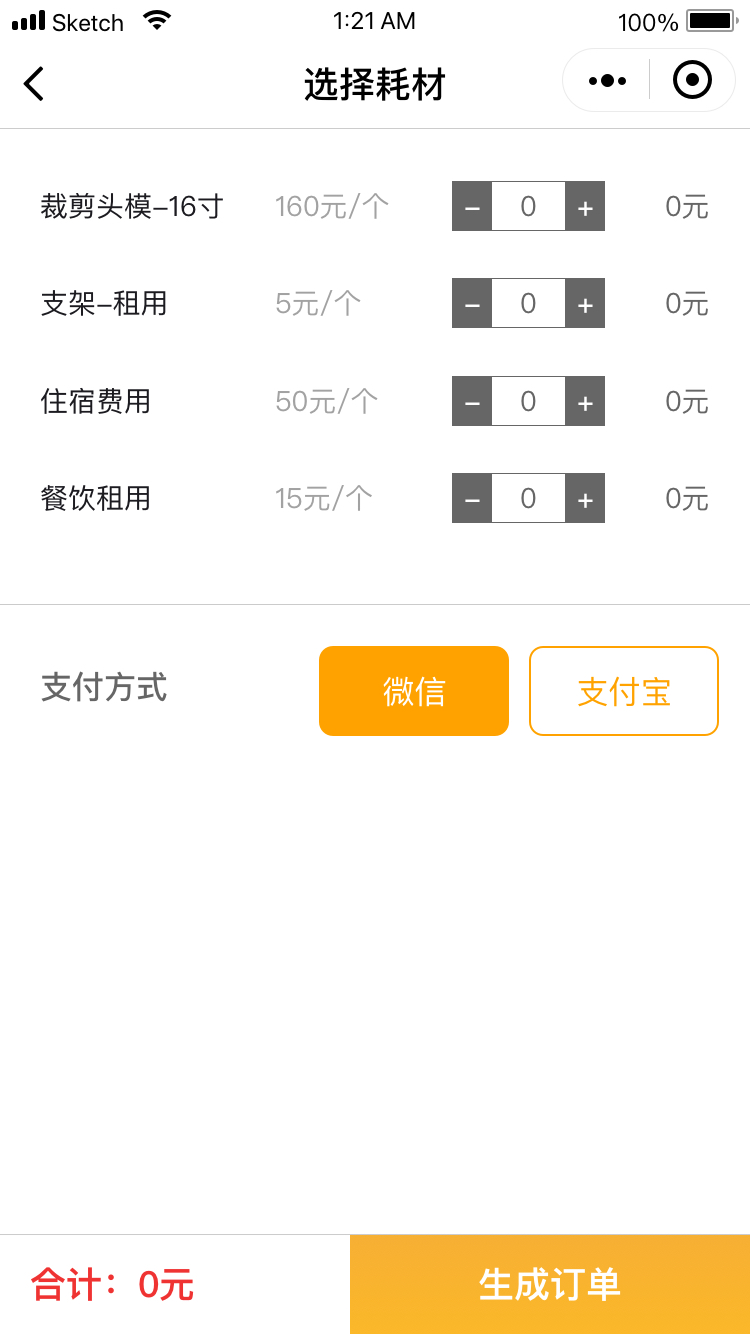 Sketch 1:21 AM 100%
选择耗材
裁剪头模–16寸 160元/个 – 0 + 0元
支架–租用 5元/个 – 0 + 0元
住宿费用 50元/个 – 0 + 0元
餐饮租用 15元/个 – 0 + 0元
支付方式 微信 支付宝
合计：0元 生成订单